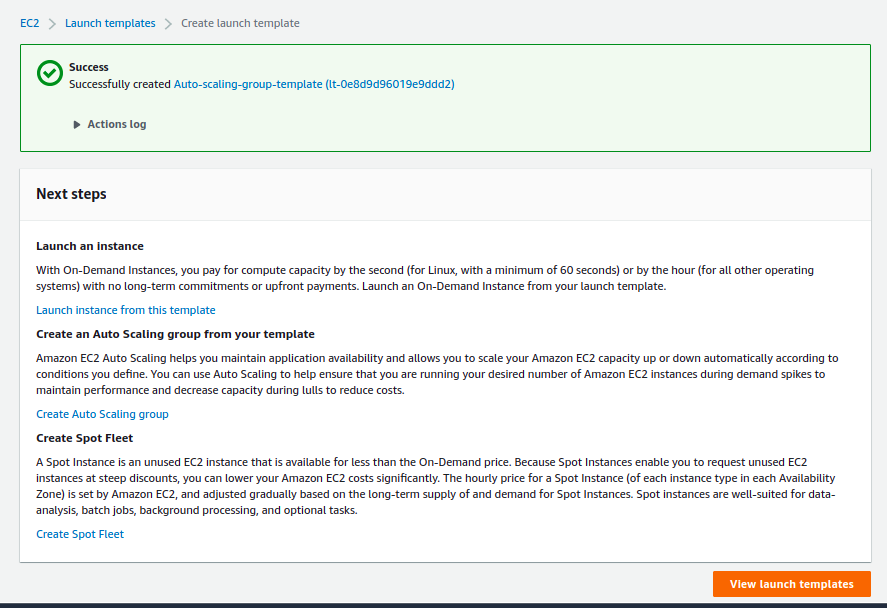 EC2 > Launch templates > Create launch template
Success
Successfully created Auto-scaling-group-template (lt-0e8d9d96019e9ddd2)
Actions log
Next steps
Launch an instance
With On-Demand Instances, you pay for compute capacity by the second (for Linux, with a minimum of 60 seconds) or by the hour (for all other operating
systems) with no long-term commitments or upfront payments. Launch an On-Demand Instance from your launch template.
Launch instance from this template
Create an Auto Scaling group from your template
Amazon EC2 Auto Scaling helps you maintain application availability and allows you to scale your Amazon EC2 capacity up or down automatically according to
conditions you define. You can use Auto Scaling to help ensure that you are running your desired number of Amazon EC2 instances during demand spikes to
maintain performance and decrease capacity during lulls to reduce costs.
Create Auto Scaling group
Create Spot Fleet
A Spot Instance is an unused EC2 instance that is available for less than the On-Demand price. Because Spot Instances enable you to request unused EC2
instances at steep discounts, you can lower your Amazon EC2 costs significantly. The hourly price for a Spot Instance (of each instance type in each Availability
Zone) is set by Amazon EC2, and adjusted gradually based on the long-term supply of and demand for Spot Instances. Spot instances are well-suited for data-
analysis, batch jobs, background processing, and optional tasks.
Create Spot Fleet
View launch templates